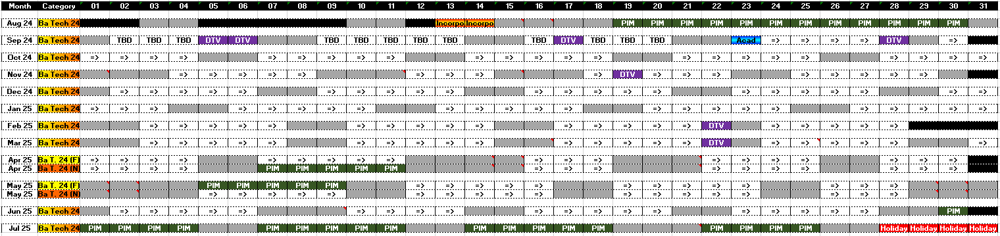 Month Category 01 02 03 04 05 06 07 08 09 10 11 12 13 14 15 16 17 18 19 20 21 22 23 24 25 26 27 28 29 30 31
Aug 24 Ba Tech 24 Incorpo Incorpo PIM PIM PIM PIM PIM PIM PIM PIM PIM PIM PIM PIM
Sep 24 Ba Tech 24 TBD TBD TBD DTV DTV TBD TBD TBD TBD TBD TBD DTV TBD TBD TBD Acad => => => => DTV =>
Oct 24 Ba Tech 24 => => => => => => => => => => => => => => => => => => => => => => =>
Nov 24 Ba Tech 24 => => => => => => => => => DTV => => => => => => => =>
Dec 24 Ba Tech 24 => => => => => => => => => => => => => => => => => => => => => =>
Jan 25 Ba Tech 24 => => => => => => => => => => => => => => => => => => => => => => =>
Feb 25 Ba Tech 24 => => => => => => => => => => => => => => => DTV => => => => =>
Mar 25 Ba Tech 24 => => => => => => => => => => => => => => => DTV => => => => => =>
Apr 25 Ba T. 24 (F) => => => => => => => => => => => => => => => => => => =>
Apr 25 Ba T. 24 (N) => => => => PIM PIM PIM PIM PIM => => => => => => => => => =>
May 25 Ba T. 24 (F) PIM PIM PIM PIM PIM => => => => => => => => => => => => =>
May 25 Ba T. 24 (N) => => => => => => => => => => => => => => => => => =>
Jun 25 Ba Tech 24 => => => => => => => => => => => => => => => => => => => PIM
Jul 25 Ba Tech 24 PIM PIM PIM PIM PIM PIM PIM PIM PIM PIM PIM PIM PIM PIM PIM PIM PIM PIM Holiday Holiday Holiday Holiday